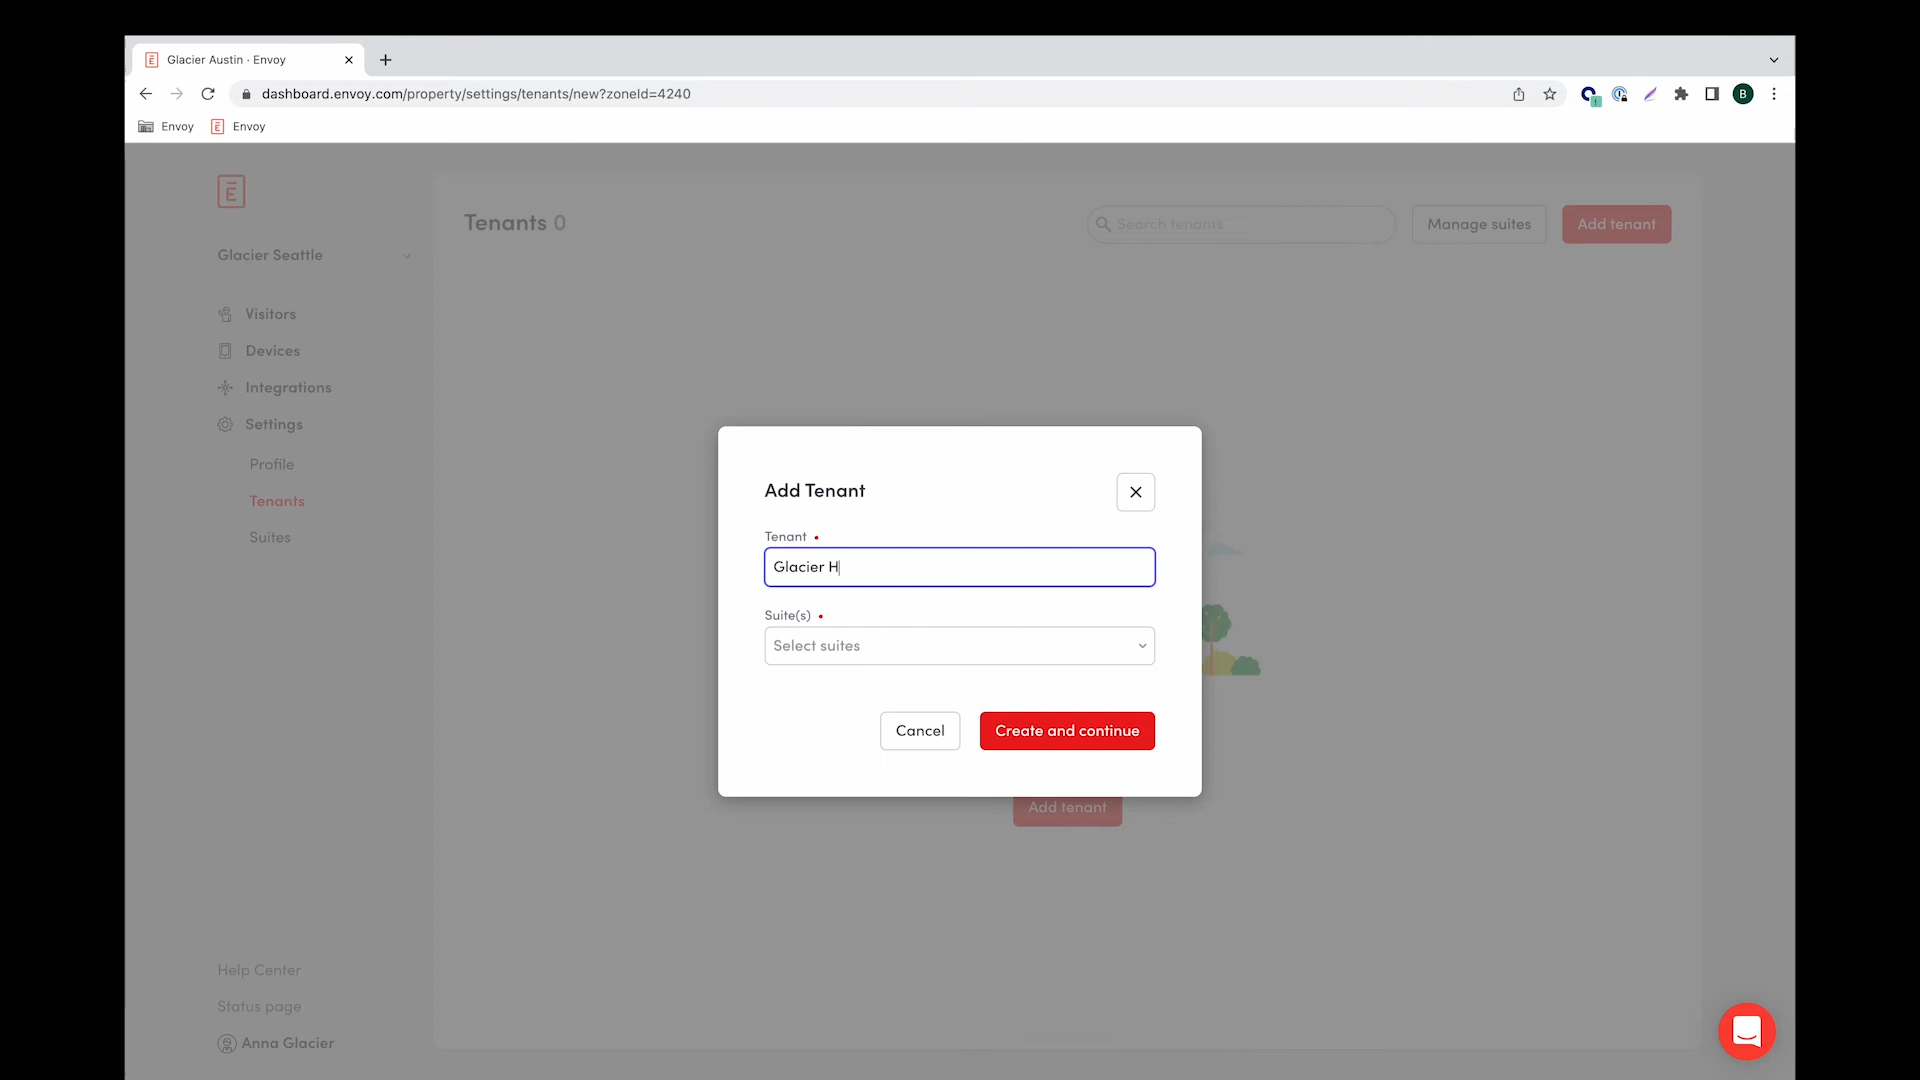 Glacier Austin · Envoy
dashboard.envoy.com/property/settings/tenants/new?zoneId=4240
B
Envoy
Envoy
Ē
Glacier Seattle
Visitors
Devices
Integrations
Settings
Profile
Tenants
Suites
Help Center
Status page
Anna Glacier
Tenants 0
Search tenants
Manage suites
Add tenant
Add Tenant
Tenant
Glacier H
Suite(s)
Select suites
Cancel
Create and continue
Add tenant